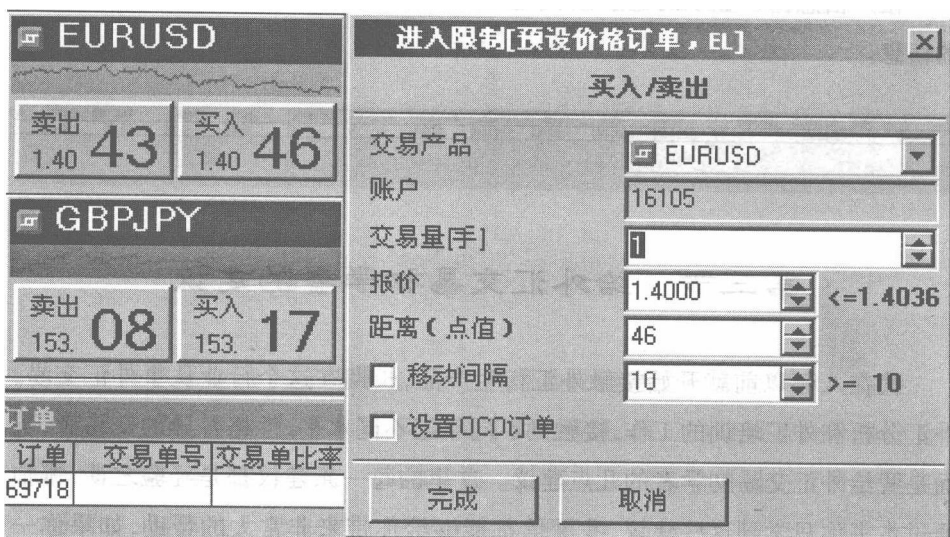 EURUSD
卖出
1.40 43
买入
1.40 46
GBPJPY
卖出
153. 08
买入
153. 17
订单
订单 交易单号 交易单比率
69718
进入限制[预设价格订单，EL]
买入/卖出
交易产品 EURUSD
账户 16105
交易量[手] 1
报价 1.4000 <=1.4036
距离（点值） 46
移动间隔 10 >= 10
设置OCO订单
完成 取消